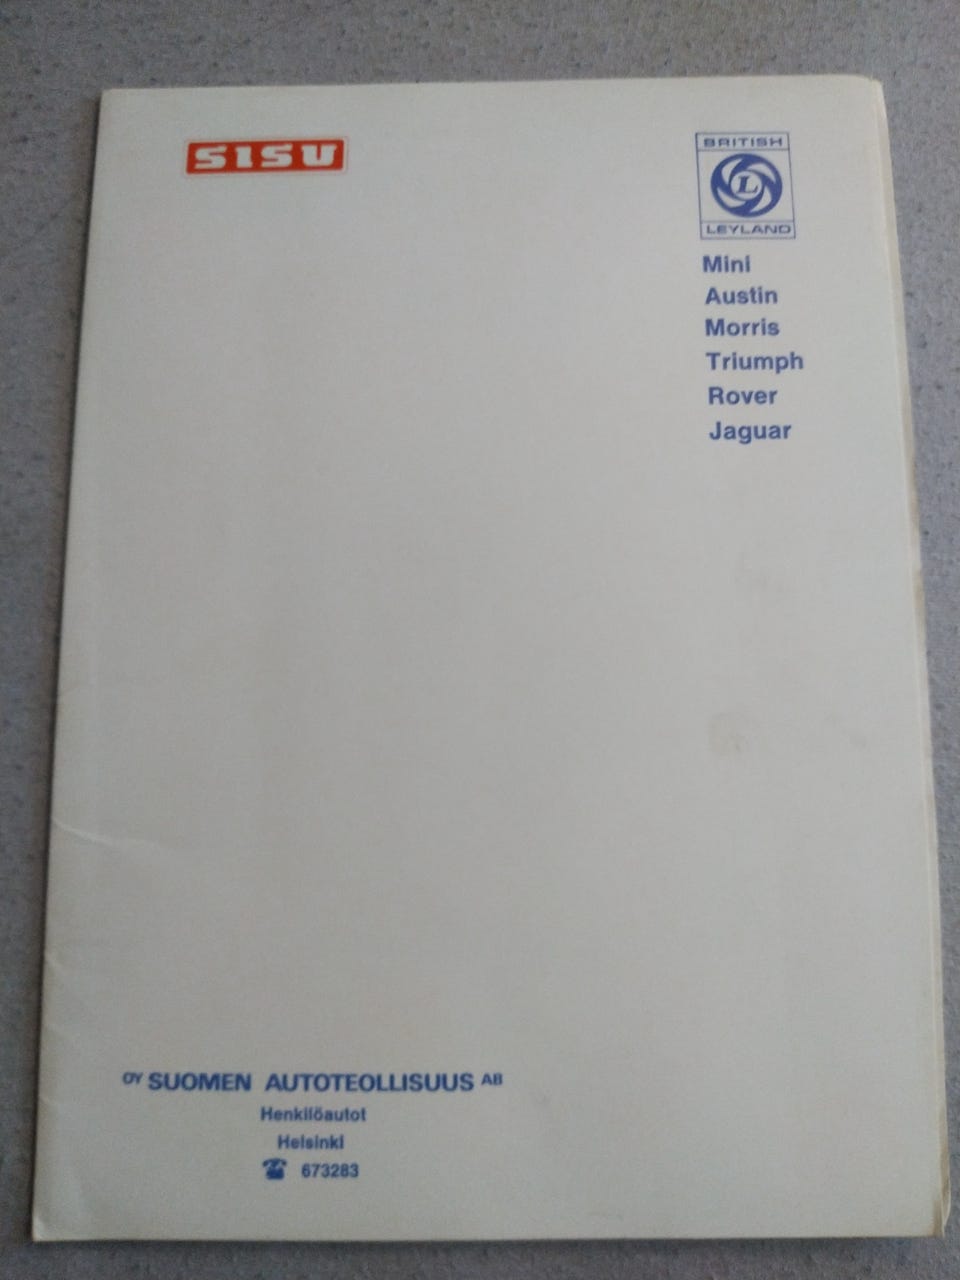 SISU
BRITISH
L
LEYLAND
Mini
Austin
Morris
Triumph
Rover
Jaguar
OY SUOMEN AUTOTEOLLISUUS AB
Henkilöautot
Helsinki
☎ 673283